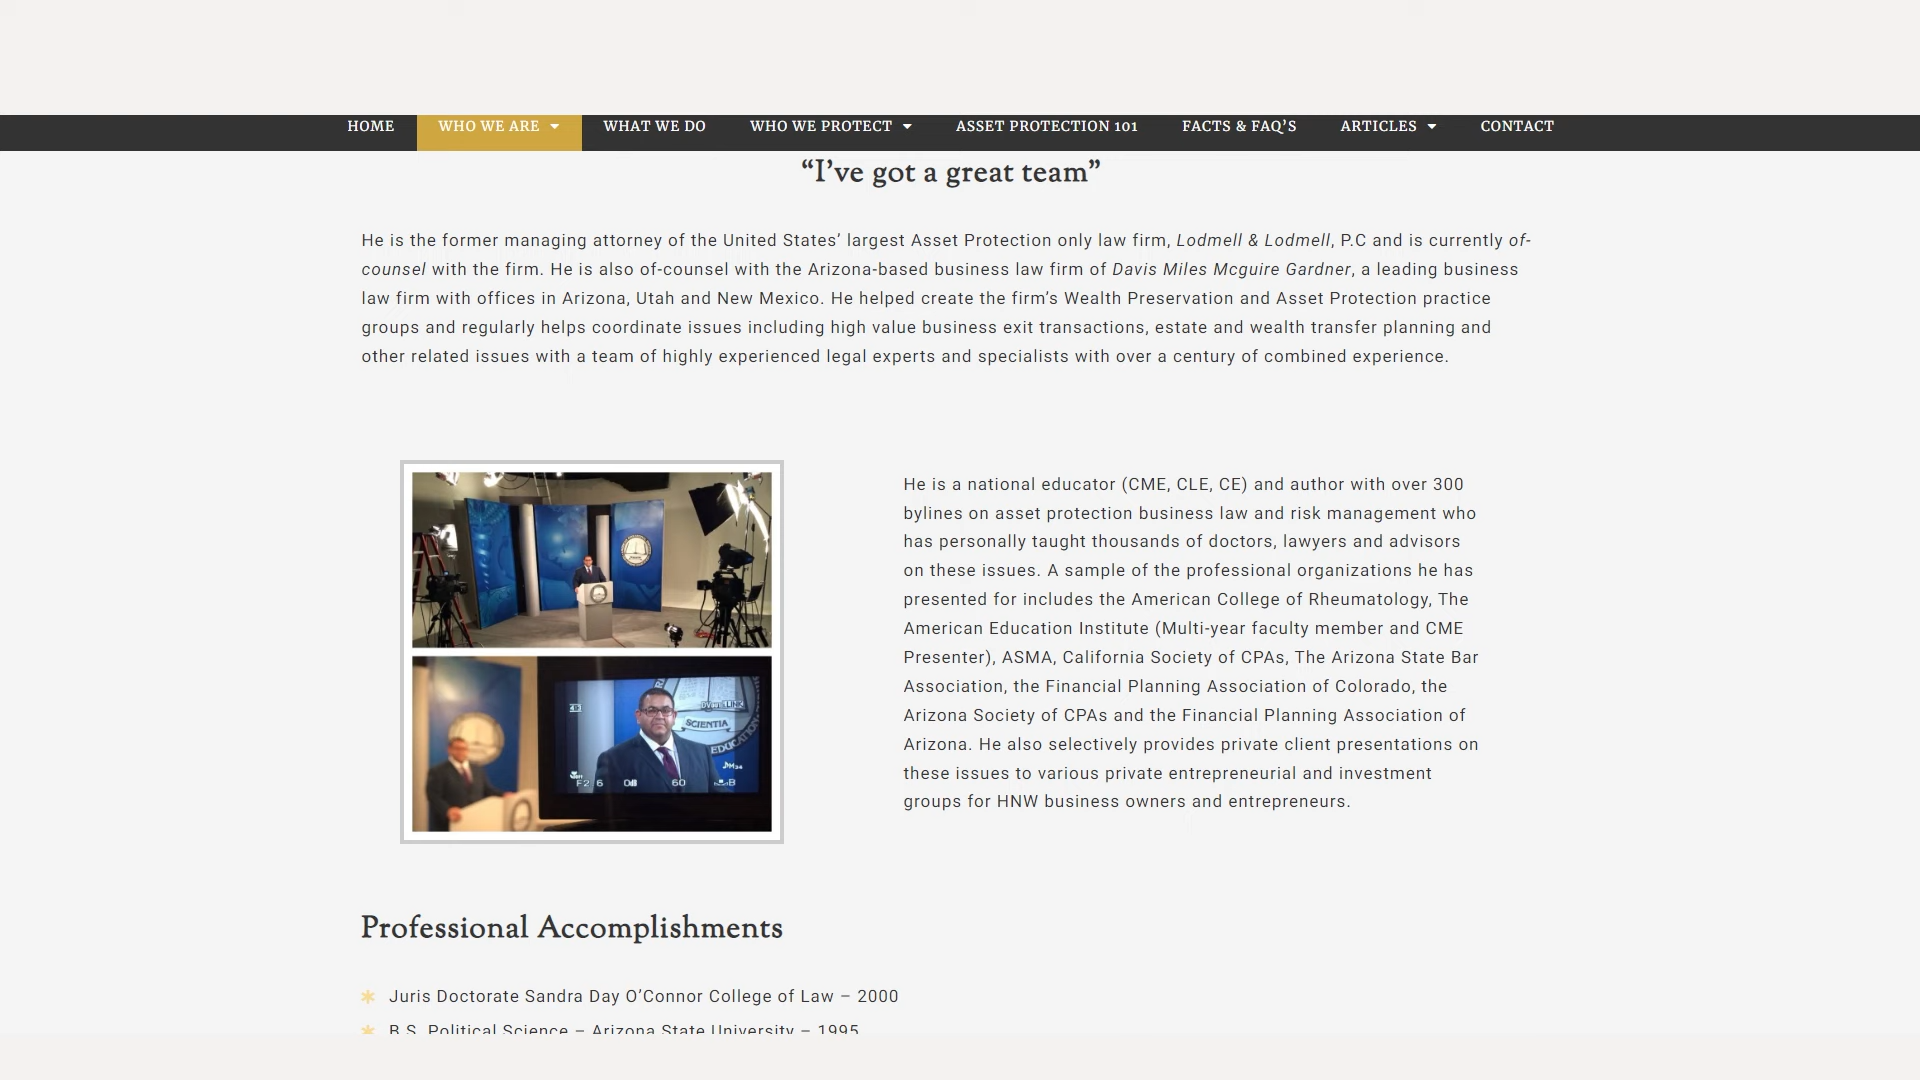 HOME WHO WE ARE WHAT WE DO WHO WE PROTECT ASSET PROTECTION 101 FACTS & FAQ’S ARTICLES CONTACT
“I’ve got a great team”
He is the former managing attorney of the United States’ largest Asset Protection only law firm, Lodmell & Lodmell, P.C and is currently of-
counsel with the firm. He is also of-counsel with the Arizona-based business law firm of Davis Miles Mcguire Gardner, a leading business
law firm with offices in Arizona, Utah and New Mexico. He helped create the firm’s Wealth Preservation and Asset Protection practice
groups and regularly helps coordinate issues including high value business exit transactions, estate and wealth transfer planning and
other related issues with a team of highly experienced legal experts and specialists with over a century of combined experience.
He is a national educator (CME, CLE, CE) and author with over 300
bylines on asset protection business law and risk management who
has personally taught thousands of doctors, lawyers and advisors
on these issues. A sample of the professional organizations he has
presented for includes the American College of Rheumatology, The
American Education Institute (Multi-year faculty member and CME
Presenter), ASMA, California Society of CPAs, The Arizona State Bar
Association, the Financial Planning Association of Colorado, the
Arizona Society of CPAs and the Financial Planning Association of
Arizona. He also selectively provides private client presentations on
these issues to various private entrepreneurial and investment
groups for HNW business owners and entrepreneurs.
SCIENTIA
60
Professional Accomplishments
Juris Doctorate Sandra Day O’Connor College of Law – 2000
B.S. Political Science – Arizona State University – 1995